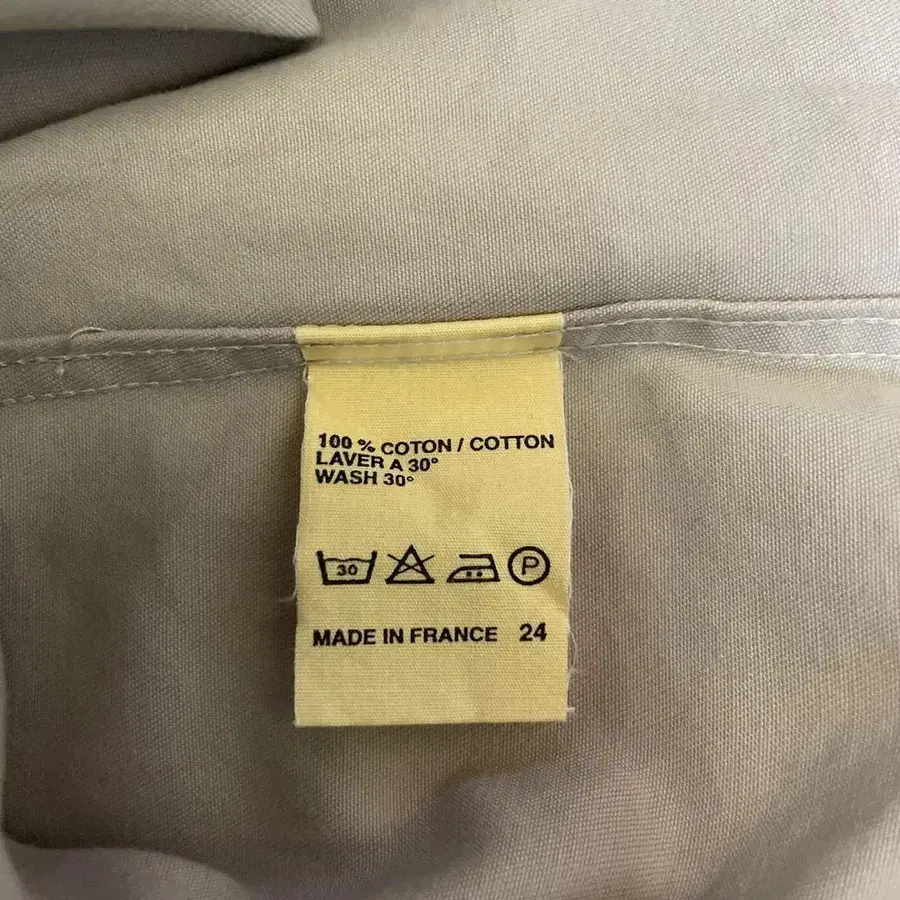 100 % COTON / COTTON
LAVER A 30°
WASH 30°
30 P
MADE IN FRANCE 24